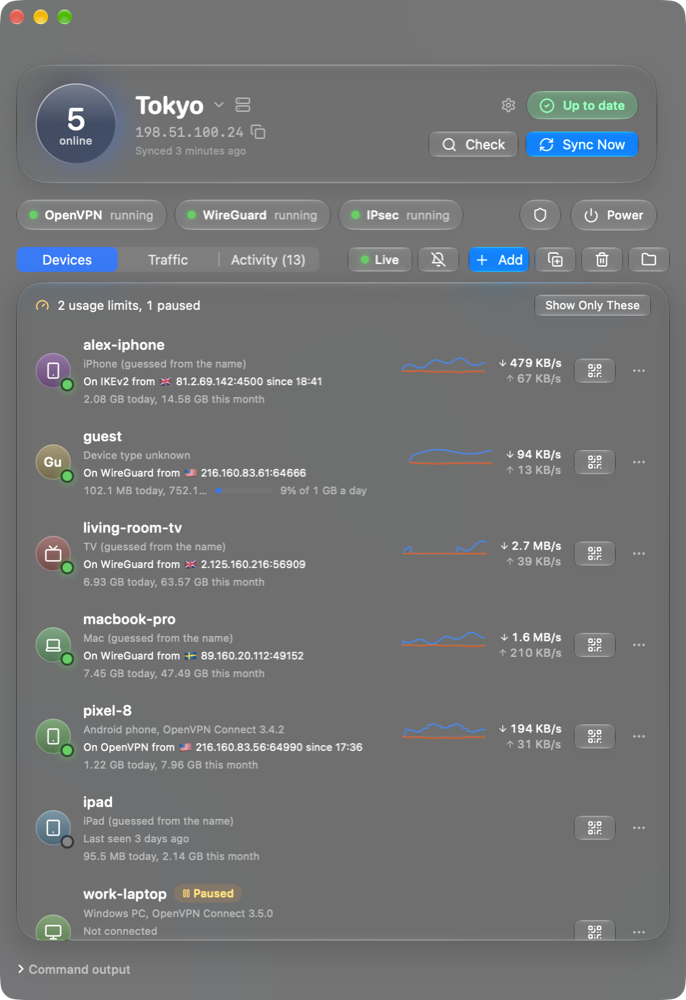 5
online
Tokyo
198.51.100.24
Synced 3 minutes ago
Up to date
Check
Sync Now
OpenVPN running
WireGuard running
IPsec running
Power
Devices
Traffic
Activity (13)
Live
+ Add
2 usage limits, 1 paused
Show Only These
alex-iphone
iPhone (guessed from the name)
On IKEv2 from 🇬🇧 81.2.69.142:4500 since 18:41
2.08 GB today, 14.58 GB this month
↓ 479 KB/s
↑ 67 KB/s
Gu
guest
Device type unknown
On WireGuard from 🇺🇸 216.160.83.61:64666
102.1 MB today, 752.1… 9% of 1 GB a day
↓ 94 KB/s
↑ 13 KB/s
living-room-tv
TV (guessed from the name)
On WireGuard from 🇬🇧 2.125.160.216:56909
6.93 GB today, 63.57 GB this month
↓ 2.7 MB/s
↑ 39 KB/s
macbook-pro
Mac (guessed from the name)
On WireGuard from 🇸🇪 89.160.20.112:49152
7.45 GB today, 47.49 GB this month
↓ 1.6 MB/s
↑ 210 KB/s
pixel-8
Android phone, OpenVPN Connect 3.4.2
On OpenVPN from 🇺🇸 216.160.83.56:64990 since 17:36
1.22 GB today, 7.96 GB this month
↓ 194 KB/s
↑ 31 KB/s
ipad
iPad (guessed from the name)
Last seen 3 days ago
95.5 MB today, 2.14 GB this month
work-laptop Paused
Windows PC, OpenVPN Connect 3.5.0
Not connected
Command output